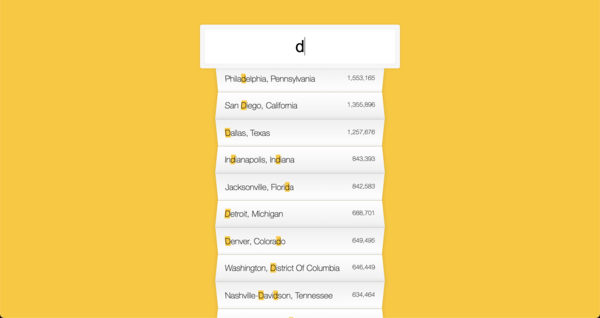 d
Philadelphia, Pennsylvania 1,553,165
San Diego, California 1,355,896
Dallas, Texas 1,257,676
Indianapolis, Indiana 843,393
Jacksonville, Florida 842,583
Detroit, Michigan 688,701
Denver, Colorado 649,495
Washington, District Of Columbia 646,449
Nashville-Davidson, Tennessee 634,464